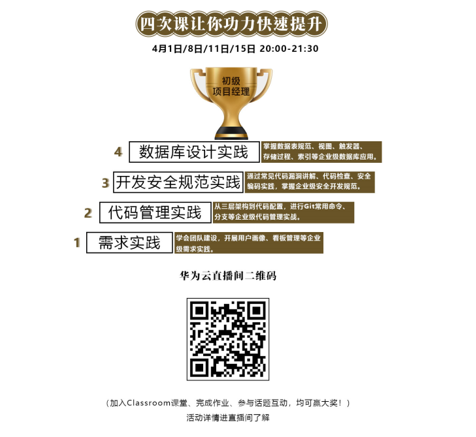 四次课让你功力快速提升
4月1日/8日/11日/15日 20:00-21:30
初级
项目经理
4 数据库设计实践
掌握数据表规范、视图、触发器、
存储过程、索引等企业级数据库应用。
3 开发安全规范实践
通过常见代码漏洞讲解、代码检查、安全
编码实践，掌握企业级安全开发规范。
2 代码管理实践
从三层架构到代码配置，进行Git常用命令、
分支等企业级代码管理实战。
1 需求实践
学会团队建设，开展用户画像、看板管理等企业
级需求实践。
华为云直播间二维码
（加入Classroom课堂、完成作业、参与话题互动，均可赢大奖！）
活动详情进直播间了解